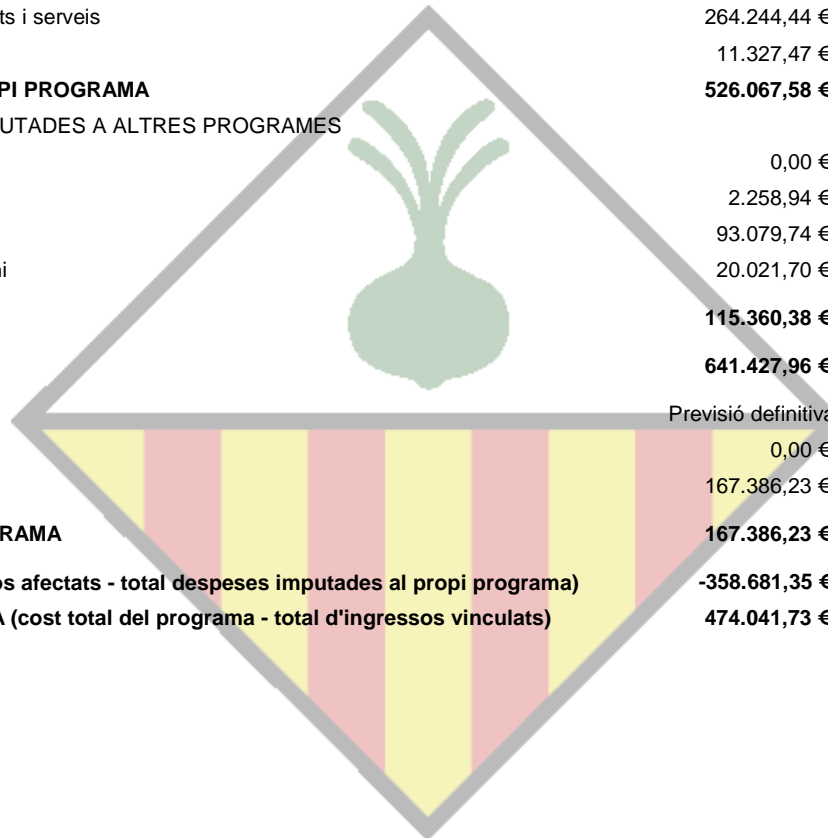 ts i serveis 264.244,44 €
11.327,47 €
PI PROGRAMA 526.067,58 €
UTADES A ALTRES PROGRAMES
0,00 €
2.258,94 €
93.079,74 €
ni 20.021,70 €
115.360,38 €
641.427,96 €
Previsió definitiva
0,00 €
167.386,23 €
GRAMA 167.386,23 €
os afectats - total despeses imputades al propi programa) -358.681,35 €
A (cost total del programa - total d'ingressos vinculats) 474.041,73 €